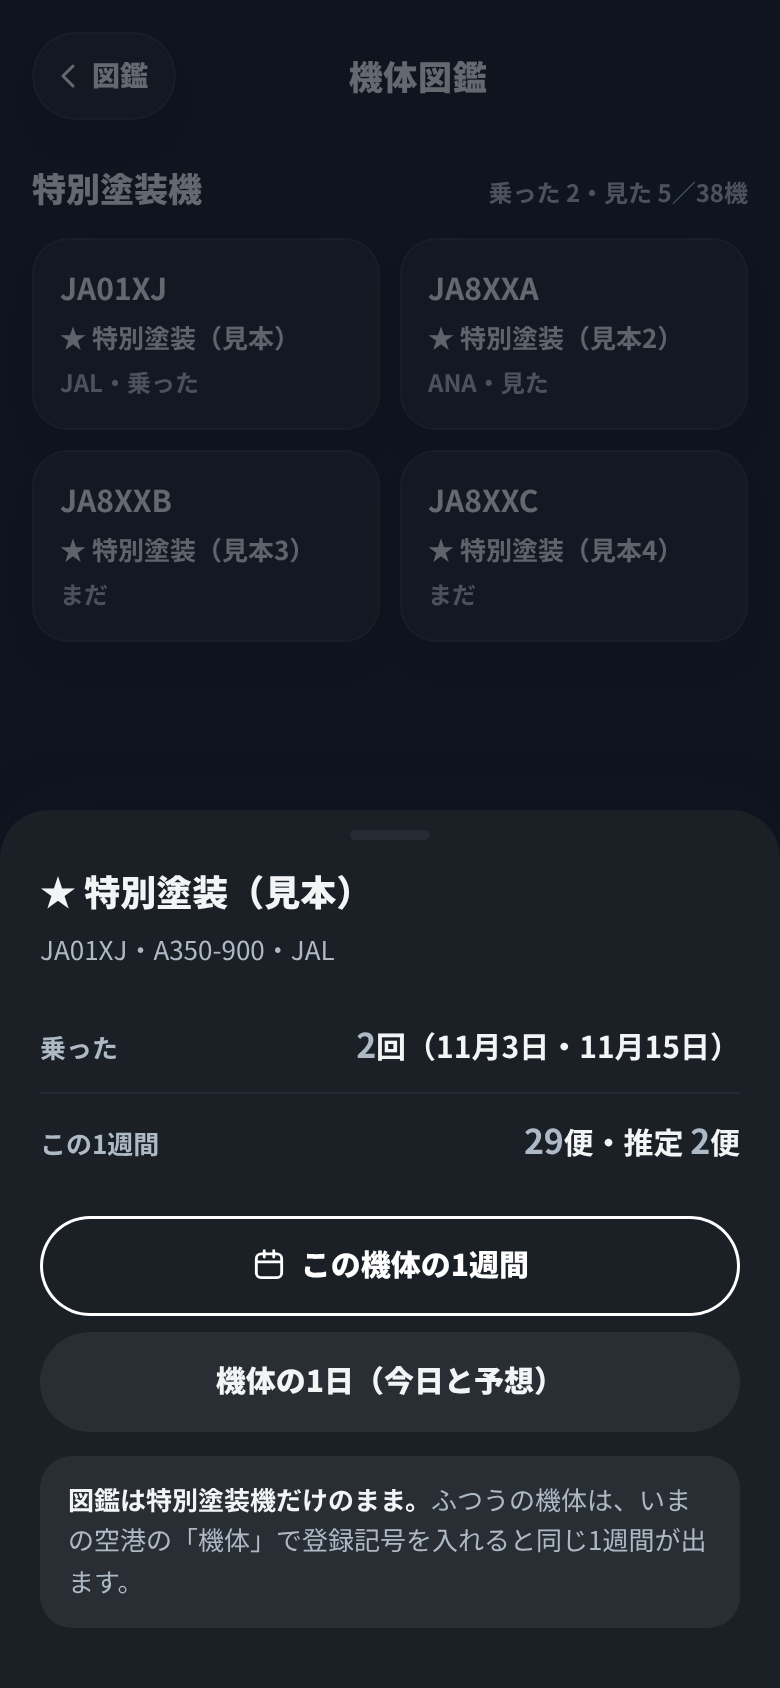 図鑑
機体図鑑
特別塗装機
乗った 2・見た 5／38機
JA01XJ
★ 特別塗装（見本）
JAL・乗った
JA8XXA
★ 特別塗装（見本2）
ANA・見た
JA8XXB
★ 特別塗装（見本3）
まだ
JA8XXC
★ 特別塗装（見本4）
まだ
★ 特別塗装（見本）
JA01XJ・A350-900・JAL
乗った
2回（11月3日・11月15日）
この1週間
29便・推定 2便
この機体の1週間
機体の1日（今日と予想）
図鑑は特別塗装機だけのまま。ふつうの機体は、いま
の空港の「機体」で登録記号を入れると同じ1週間が出
ます。